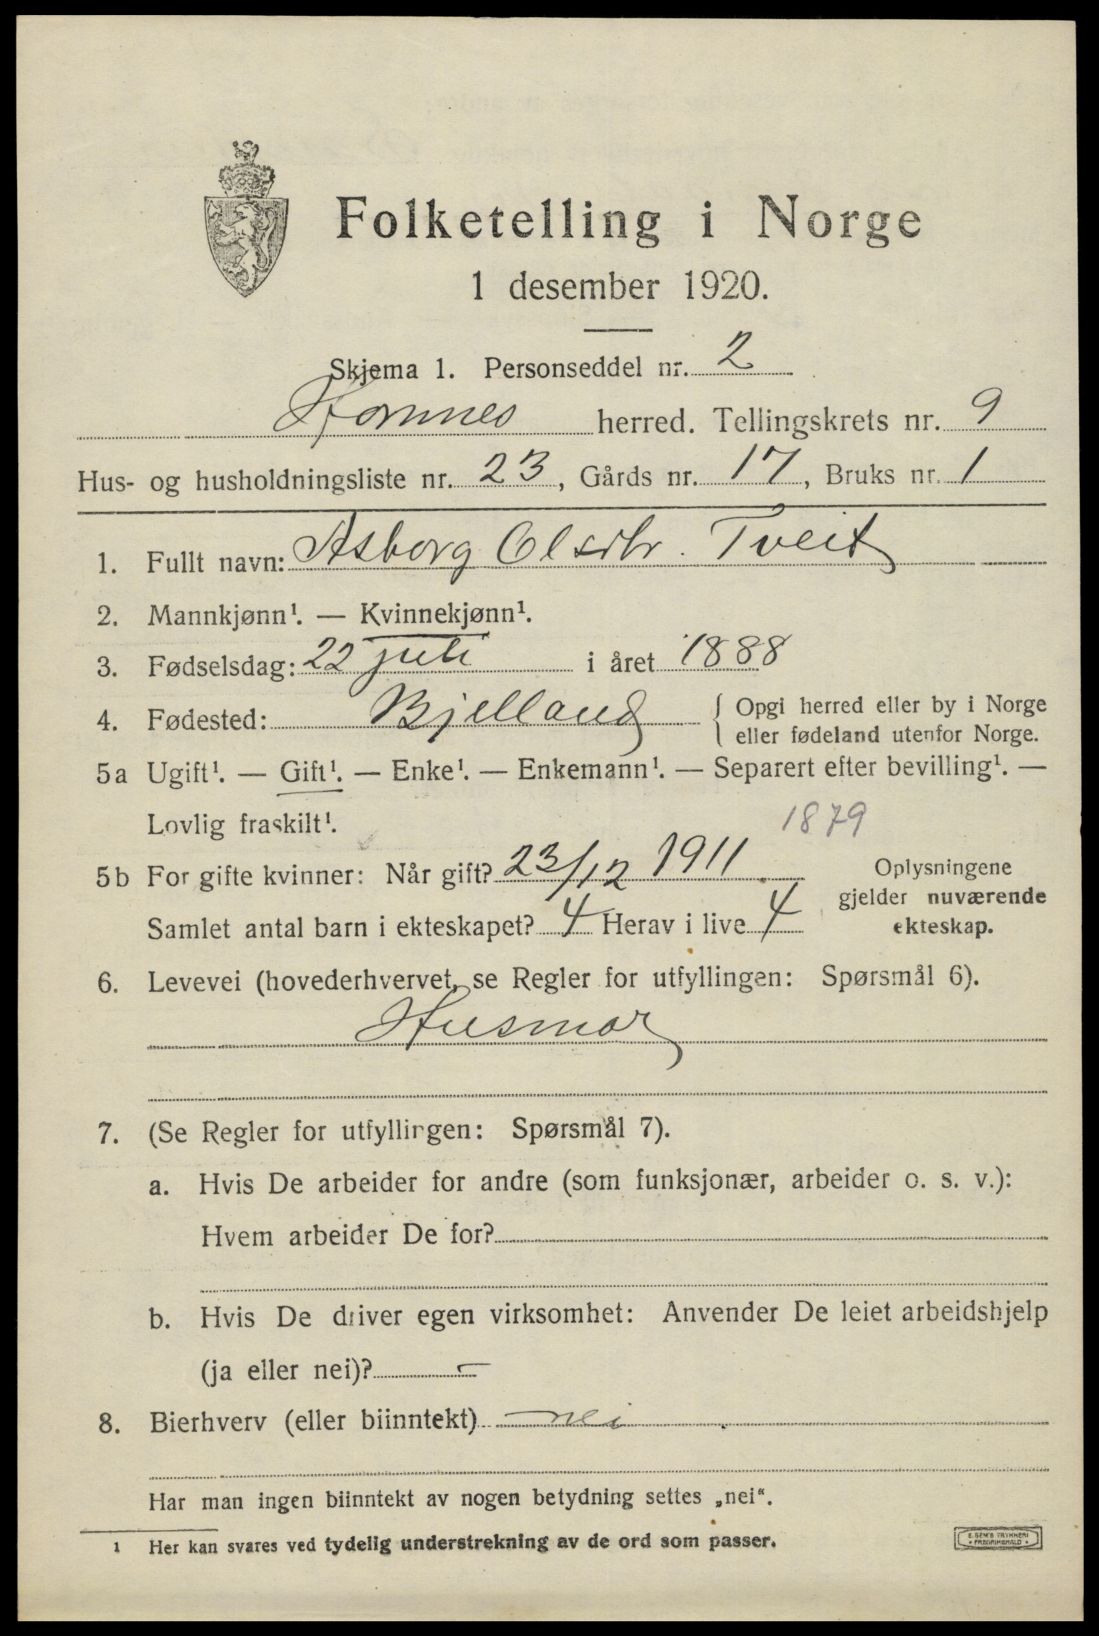 Folketelling i Norge
1 desember 1920.
Skjema 1. Personseddel nr. 2
Hornnes herred. Tellingskrets nr. 9
Hus- og husholdningsliste nr. 23, Gårds nr. 17, Bruks nr. 1
1. Fullt navn: Asborg Olsdtr. Tveit
2. Mannkjønn¹. — Kvinnekjønn¹.
3. Fødselsdag: 22 juli i året 1888
4. Fødested: Bjelland { Opgi herred eller by i Norge
eller fødeland utenfor Norge.
5a Ugift¹. — Gift¹. — Enke¹. — Enkemann¹. — Separert efter bevilling¹. —
Lovlig fraskilt¹. 1879
5b For gifte kvinner: Når gift? 23/12 1911 Oplysningene
gjelder nuværende
Samlet antal barn i ekteskapet? 4 Herav i live 4 ekteskap.
6. Levevei (hovederhvervet, se Regler for utfyllingen: Spørsmål 6).
Husmor
7. (Se Regler for utfyllingen: Spørsmål 7).
a. Hvis De arbeider for andre (som funksjonær, arbeider o. s. v.):
Hvem arbeider De for?
b. Hvis De driver egen virksomhet: Anvender De leiet arbeidshjelp
(ja eller nei)? —
8. Bierhverv (eller biinntekt) nei
Har man ingen biinntekt av nogen betydning settes „nei“.
1 Her kan svares ved tydelig understrekning av de ord som passer.
E. SEM'S TRYKKERI
• FREDRIKSHALD •